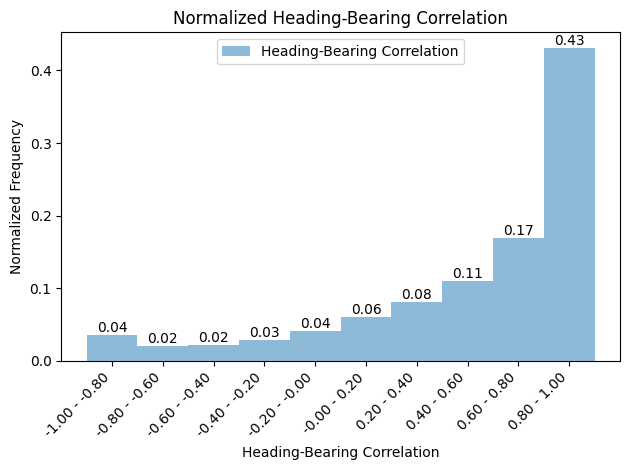 Normalized Heading-Bearing Correlation
Heading-Bearing Correlation
Normalized Frequency
0.4
0.3
0.2
0.1
0.0
0.04
0.02
0.02
0.03
0.04
0.06
0.08
0.11
0.17
0.43
-1.00 - -0.80
-0.80 - -0.60
-0.60 - -0.40
-0.40 - -0.20
-0.20 - -0.00
-0.00 - 0.20
0.20 - 0.40
0.40 - 0.60
0.60 - 0.80
0.80 - 1.00
Heading-Bearing Correlation